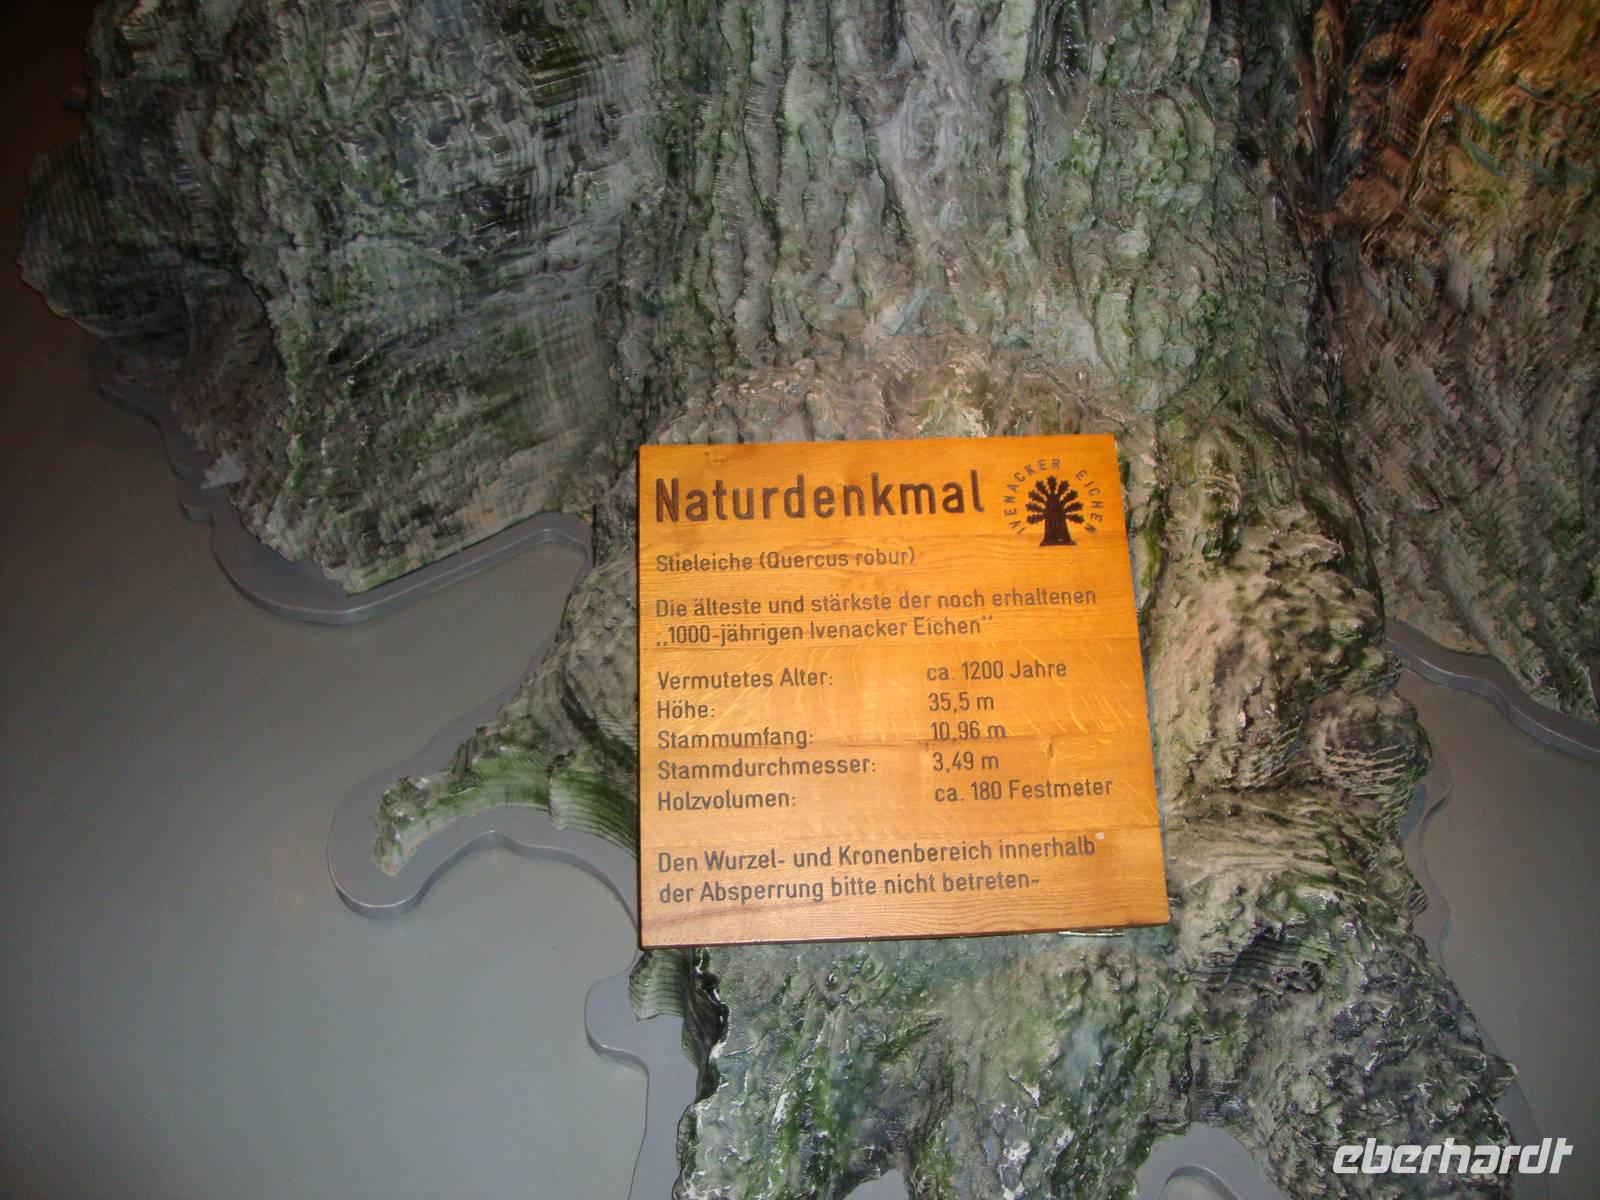 Naturdenkmal
IVENACKER EICHEN
Stieleiche (Quercus robur)
Die älteste und stärkste der noch erhaltenen
„1000-jährigen Ivenacker Eichen“
Vermutetes Alter: ca. 1200 Jahre
Höhe: 35,5 m
Stammumfang: 10,96 m
Stammdurchmesser: 3,49 m
Holzvolumen: ca. 180 Festmeter
Den Wurzel- und Kronenbereich innerhalb
der Absperrung bitte nicht betreten-
eberhardt